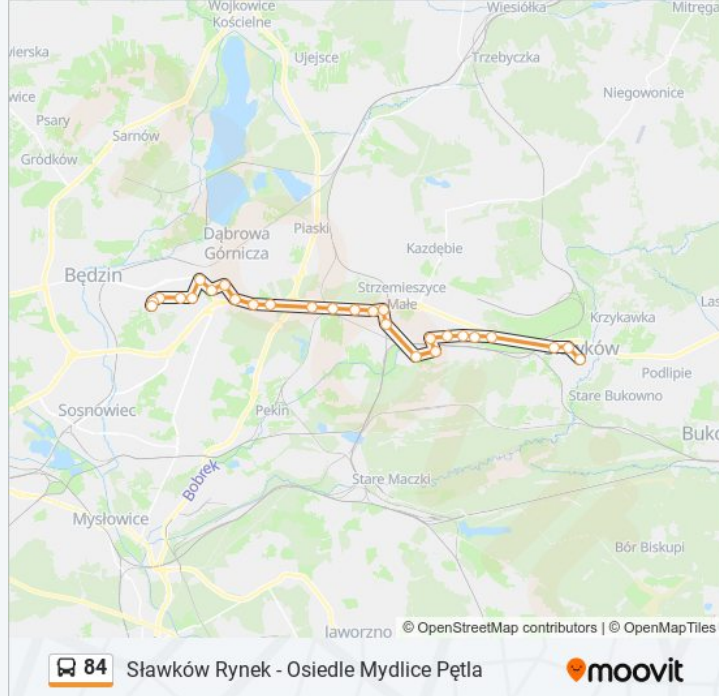 Wojkowice
Kościelne
Wiesiółka
Mitręga
wierska
Ujejsce
Trzebyczka
wice
Psary
Niegowonice
Sarnów
Gródków
Dąbrowa
Górnicza
Piaski
Kazdębie
Będzin
Strzemieszyce
Małe
Las
Krzykawka
Sławków
Podlipie
Stare Bukowno
Sosnowiec
Pekin
Buko
Bobrek
Stare Maczki
Mysłowice
Bór Biskupi
Jaworzno
© OpenStreetMap contributors | © OpenMapTiles
84 Sławków Rynek - Osiedle Mydlice Pętla moovit